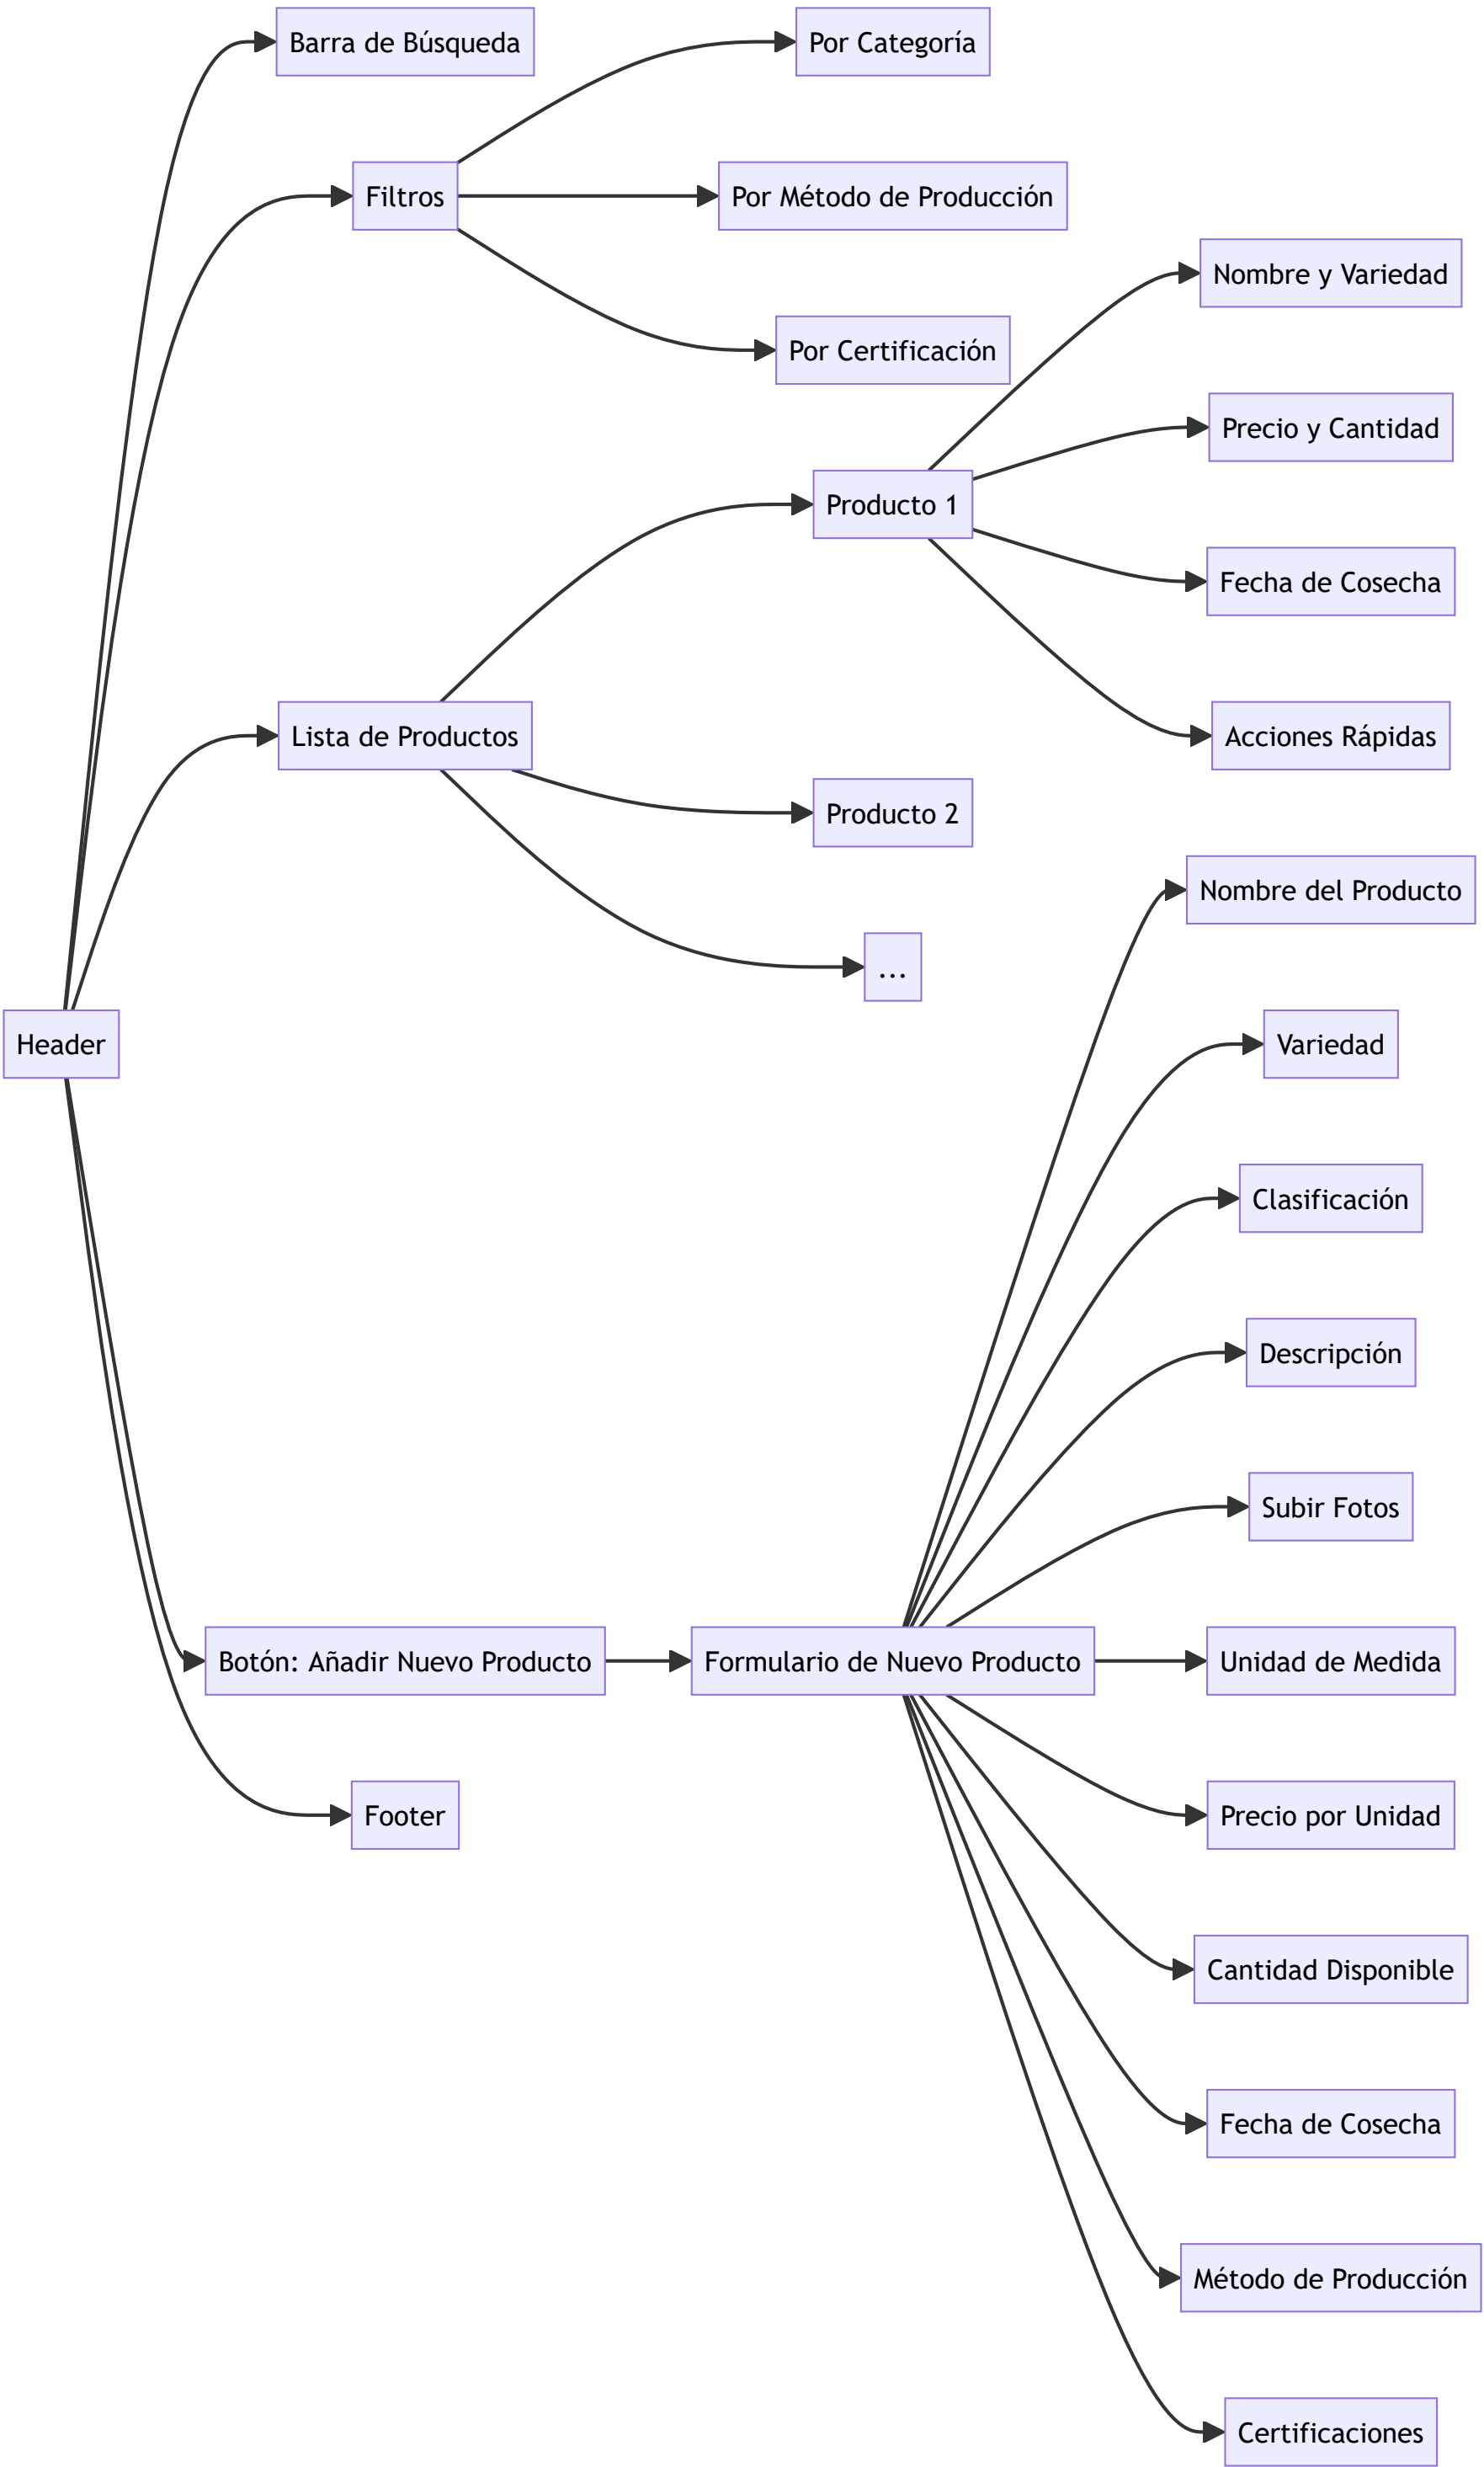 Barra de Búsqueda
Por Categoría
Filtros
Por Método de Producción
Nombre y Variedad
Por Certificación
Precio y Cantidad
Producto 1
Fecha de Cosecha
Lista de Productos
Acciones Rápidas
Producto 2
Nombre del Producto
...
Header
Variedad
Clasificación
Descripción
Subir Fotos
Botón: Añadir Nuevo Producto
Formulario de Nuevo Producto
Unidad de Medida
Footer
Precio por Unidad
Cantidad Disponible
Fecha de Cosecha
Método de Producción
Certificaciones